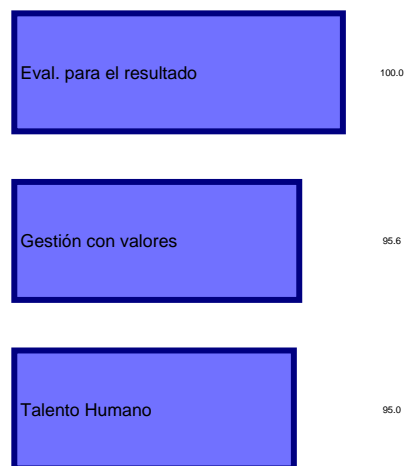 Eval. para el resultado 100.0
Gestión con valores 95.6
Talento Humano 95.0